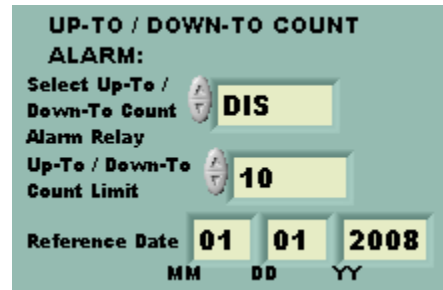 UP-TO / DOWN-TO COUNT
ALARM:
Select Up-To /
Down-To Count
Alarm Relay
DIS
Up-To / Down-To
Count Limit
10
Reference Date 01 01 2008
MM DD YY